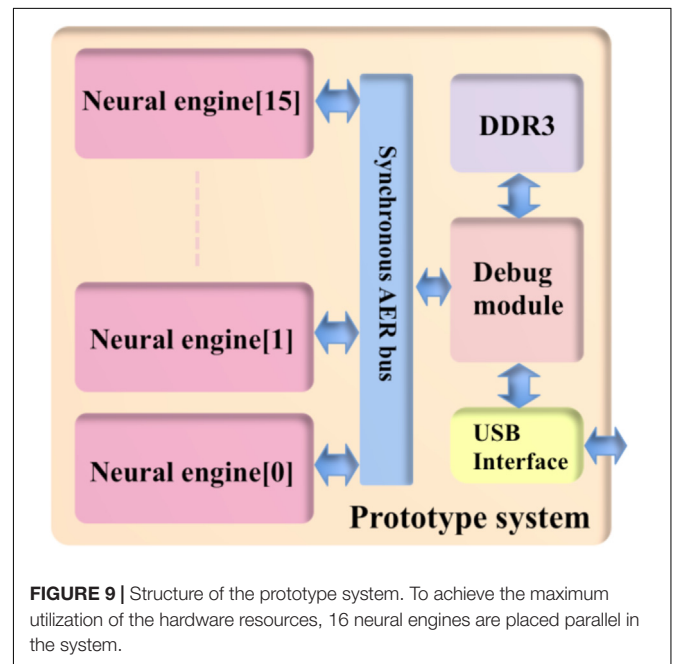 Neural engine[15]
Neural engine[1]
Neural engine[0]
Synchronous AER bus
DDR3
Debug
module
USB
Interface
Prototype system
FIGURE 9 | Structure of the prototype system. To achieve the maximum
utilization of the hardware resources, 16 neural engines are placed parallel in
the system.